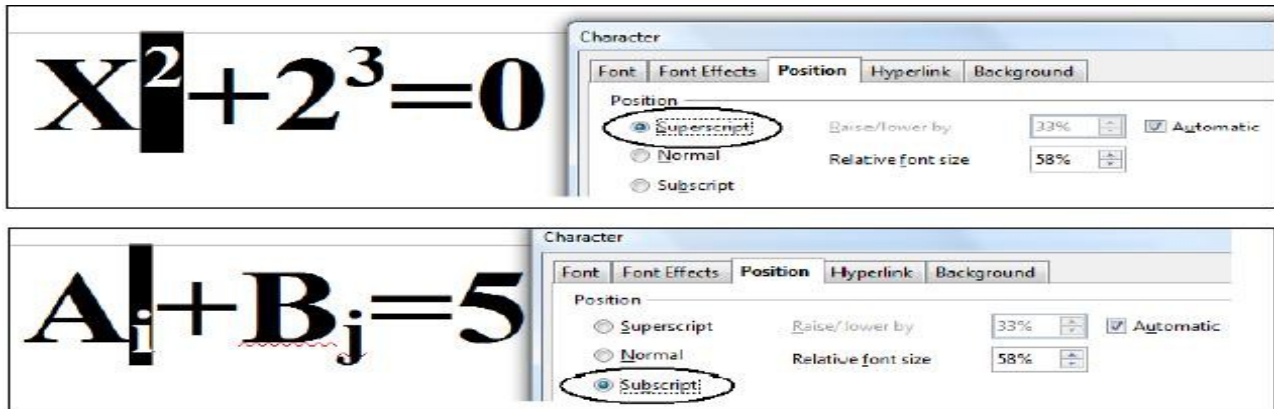 X²+2³=0
Character
Font Font Effects Position Hyperlink Background
Position
Superscript Raise/lower by 33% Automatic
Normal Relative font size 58%
Subscript
Aᵢ+Bⱼ=5
Character
Font Font Effects Position Hyperlink Background
Position
Superscript Raise/lower by 33% Automatic
Normal Relative font size 58%
Subscript